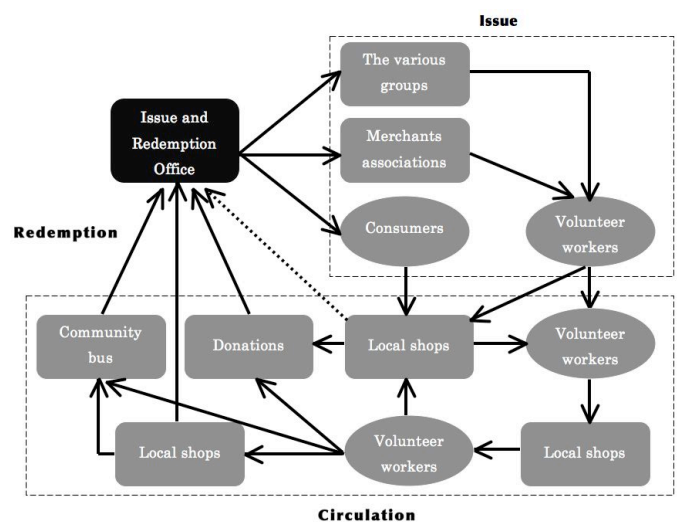 Issue
The various
groups
Issue and
Redemption
Office
Merchants
associations
Consumers
Volunteer
workers
Redemption
Community
bus
Donations
Local shops
Volunteer
workers
Local shops
Volunteer
workers
Local shops
Circulation